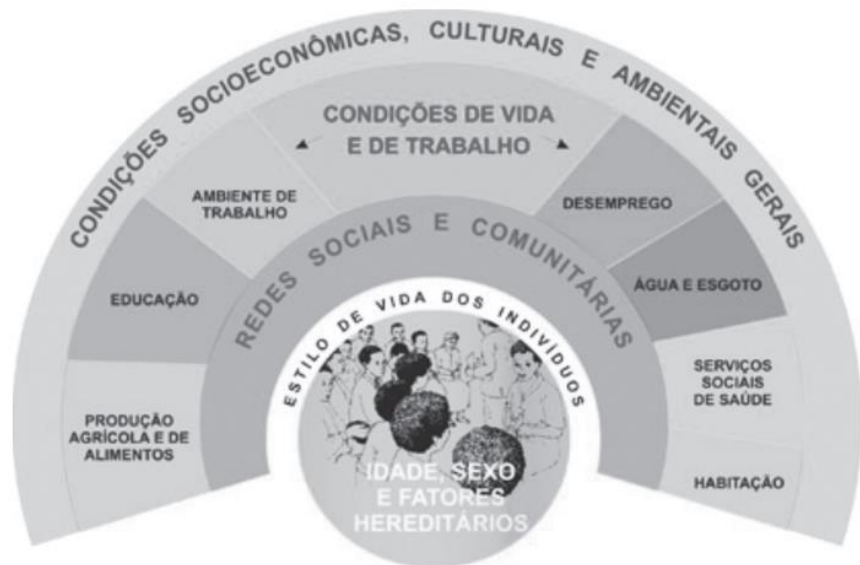 CONDIÇÕES SOCIOECONÔMICAS, CULTURAIS E AMBIENTAIS GERAIS
CONDIÇÕES DE VIDA
E DE TRABALHO
AMBIENTE DE
TRABALHO
DESEMPREGO
EDUCAÇÃO
ÁGUA E ESGOTO
PRODUÇÃO
AGRÍCOLA E DE
ALIMENTOS
SERVIÇOS
SOCIAIS
DE SAÚDE
HABITAÇÃO
REDES SOCIAIS E COMUNITÁRIAS
ESTILO DE VIDA DOS INDIVÍDUOS
IDADE, SEXO
E FATORES
HEREDITÁRIOS